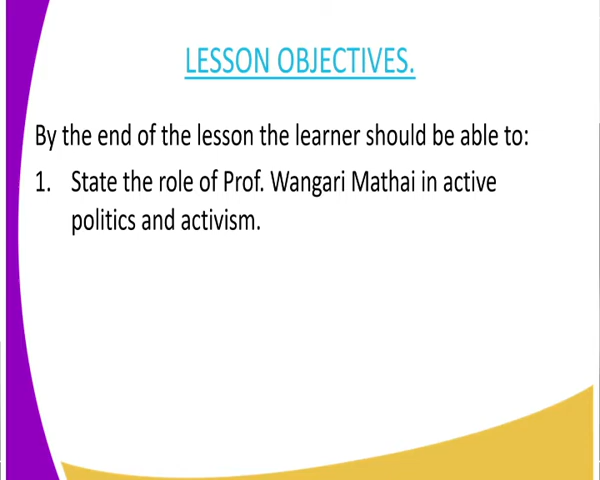 LESSON OBJECTIVES.
By the end of the lesson the learner should be able to:
1. State the role of Prof. Wangari Mathai in active
politics and activism.